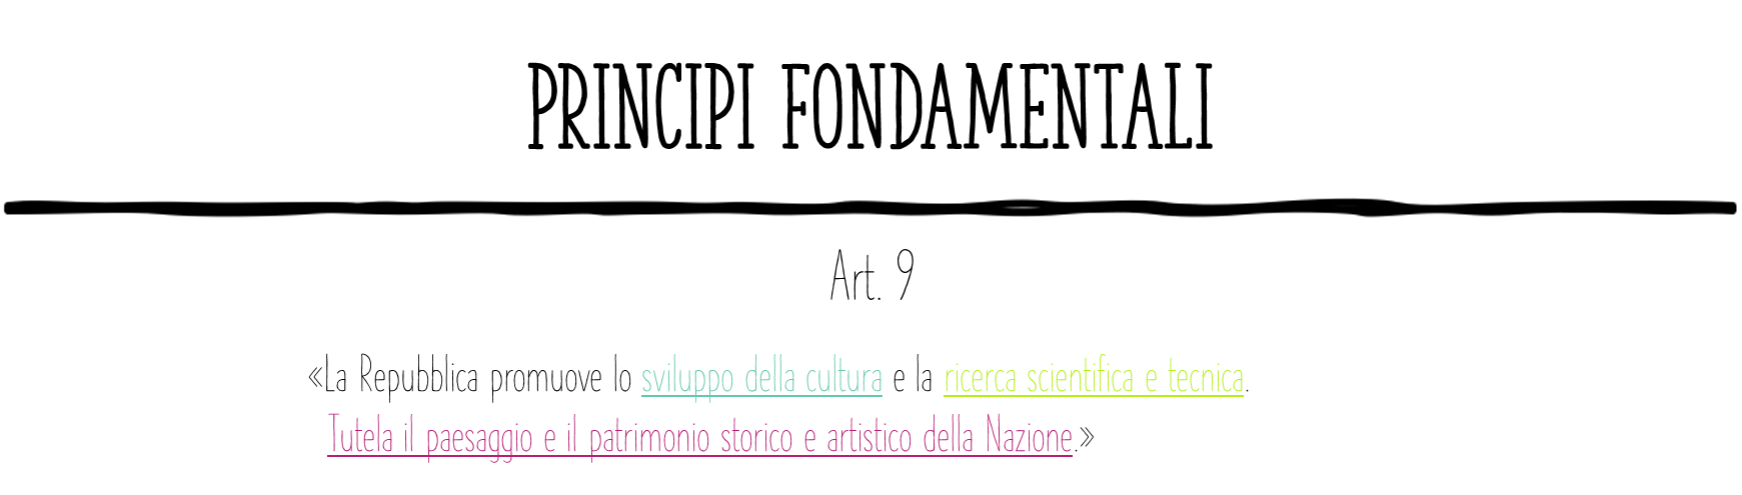 PRINCIPI FONDAMENTALI
Art. 9
«La Repubblica promuove lo sviluppo della cultura e la ricerca scientifica e tecnica.
Tutela il paesaggio e il patrimonio storico e artistico della Nazione.»